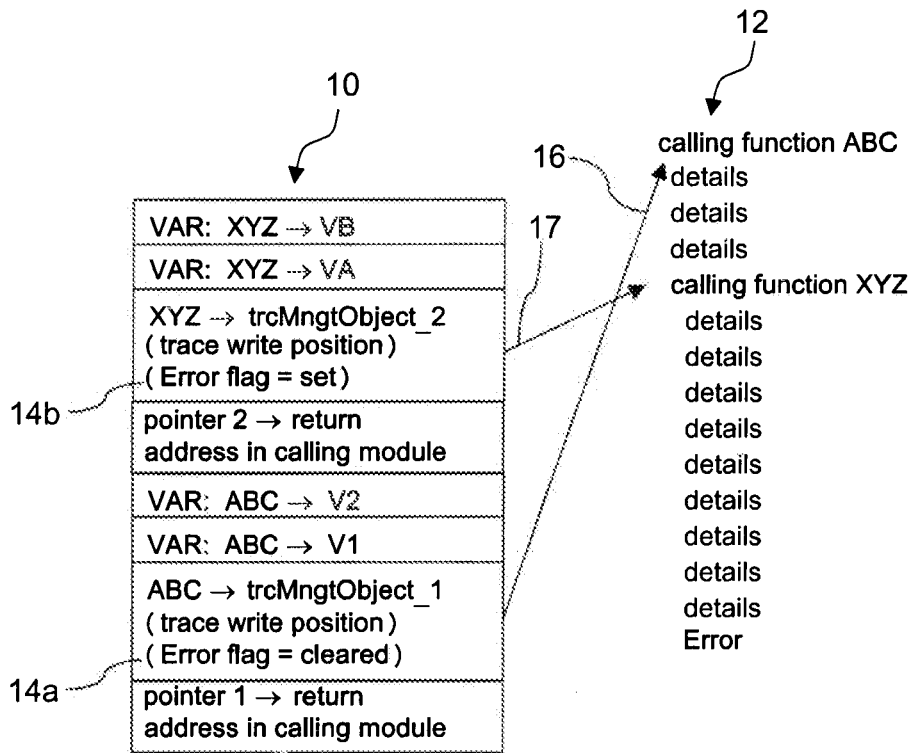 10
VAR: XYZ → VB
VAR: XYZ → VA
XYZ → trcMngtObject_2
( trace write position )
( Error flag = set )
14b
pointer 2 → return
address in calling module
VAR: ABC → V2
VAR: ABC → V1
ABC → trcMngtObject_1
( trace write position )
( Error flag = cleared )
14a
pointer 1 → return
address in calling module
12
16
17
calling function ABC
details
details
details
calling function XYZ
details
details
details
details
details
details
details
details
details
Error